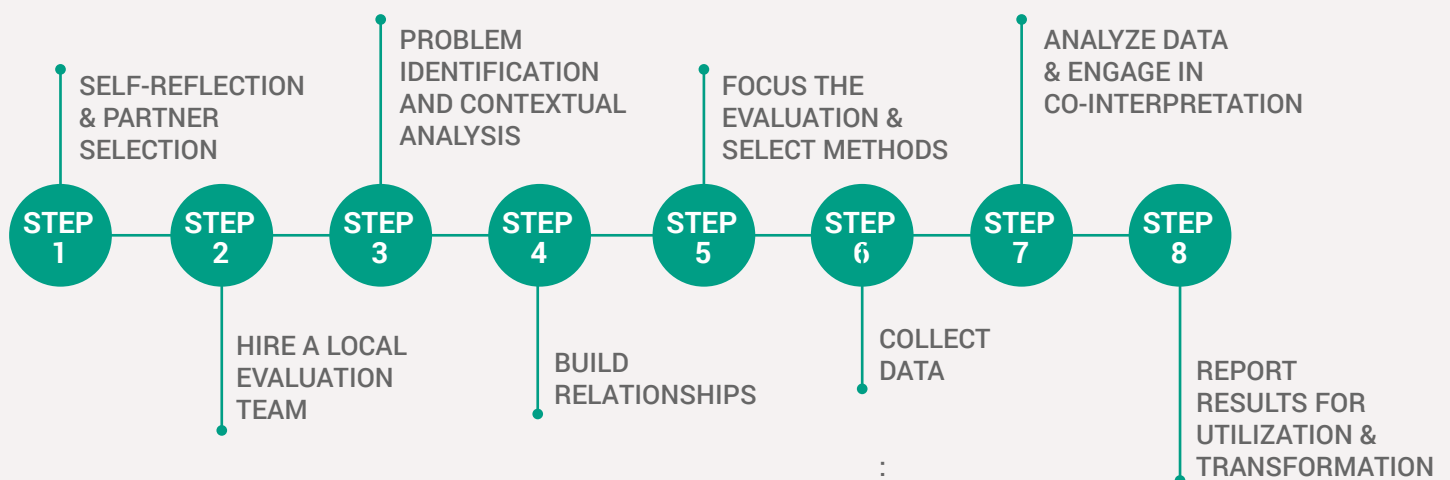 STEP
1
SELF-REFLECTION
& PARTNER
SELECTION
STEP
2
HIRE A LOCAL
EVALUATION
TEAM
STEP
3
PROBLEM
IDENTIFICATION
AND CONTEXTUAL
ANALYSIS
STEP
4
BUILD
RELATIONSHIPS
STEP
5
FOCUS THE
EVALUATION &
SELECT METHODS
STEP
6
COLLECT
DATA
:
STEP
7
ANALYZE DATA
& ENGAGE IN
CO-INTERPRETATION
STEP
8
REPORT
RESULTS FOR
UTILIZATION &
TRANSFORMATION